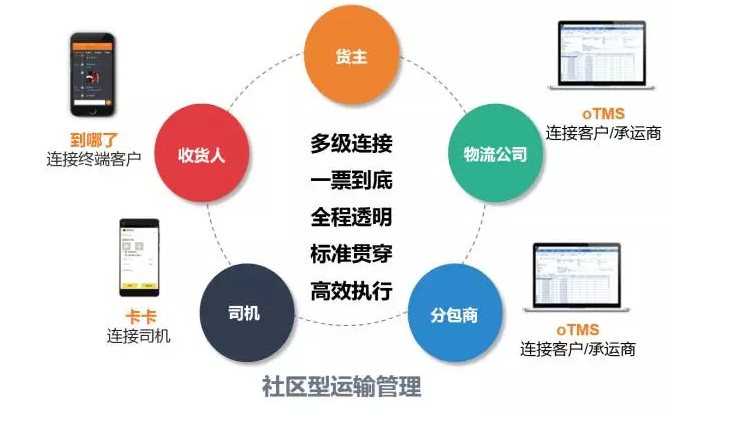 货主
到哪了
连接终端客户
收货人
多级连接
一票到底
全程透明
标准贯穿
高效执行
物流公司
oTMS
连接客户/承运商
卡卡
连接司机
司机
分包商
oTMS
连接客户/承运商
社区型运输管理